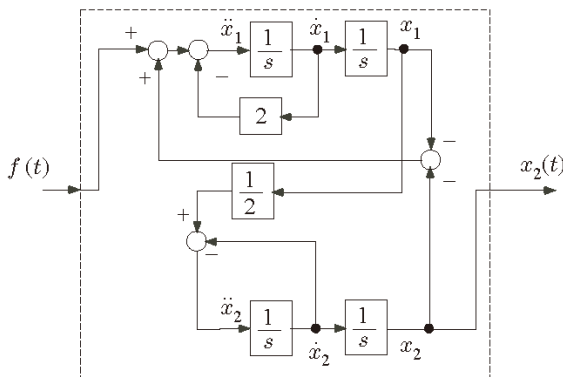 + + ẍ₁ 1/s ẋ₁ 1/s x₁
− 2 −
f(t) − x₂(t)
1/2
+ −
ẍ₂ 1/s ẋ₂ 1/s x₂